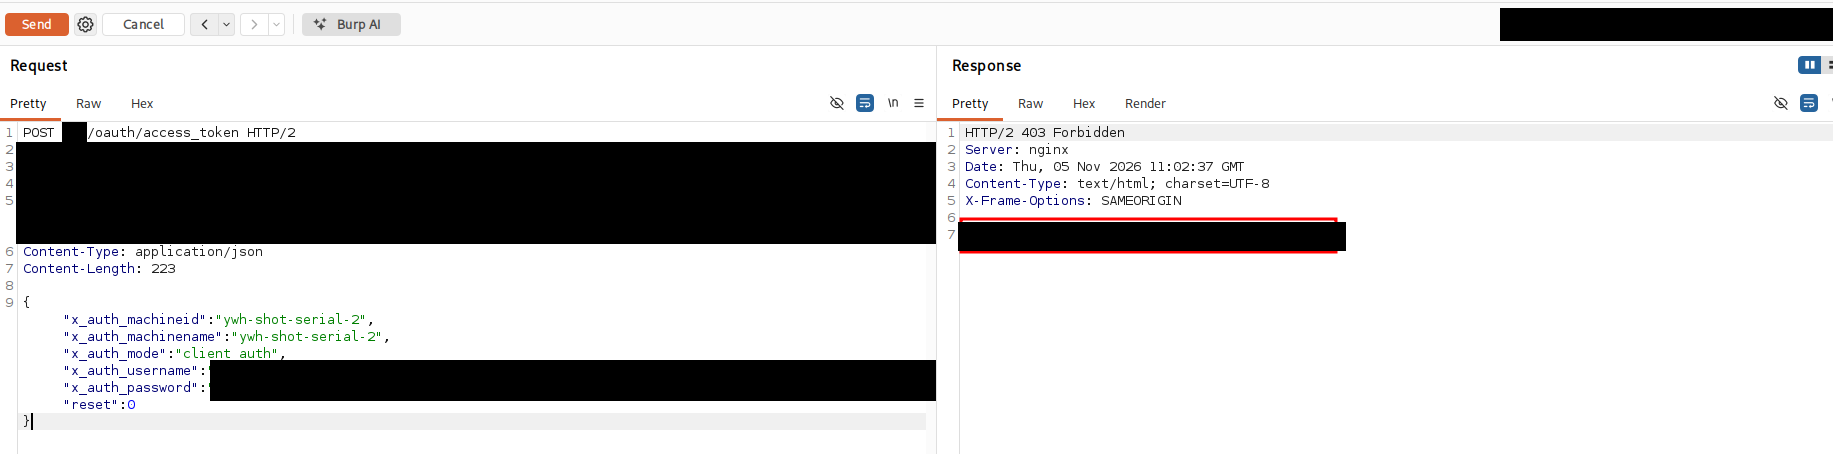 Send Cancel < > Burp AI
Request
Pretty Raw Hex \n
1 POST /oauth/access_token HTTP/2
2
3
4
5
6 Content-Type: application/json
7 Content-Length: 223
8
9 {
"x_auth_machineid":"ywh-shot-serial-2",
"x_auth_machinename":"ywh-shot-serial-2",
"x_auth_mode":"client_auth",
"x_auth_username":"
"x_auth_password":"
"reset":0
}
Response
Pretty Raw Hex Render
1 HTTP/2 403 Forbidden
2 Server: nginx
3 Date: Thu, 05 Nov 2026 11:02:37 GMT
4 Content-Type: text/html; charset=UTF-8
5 X-Frame-Options: SAMEORIGIN
6
7